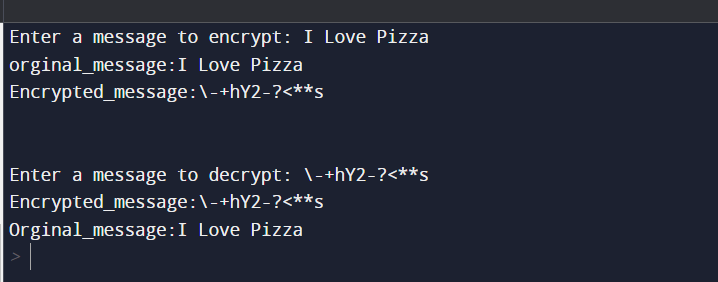 Enter a message to encrypt: I Love Pizza
orginal_message:I Love Pizza
Encrypted_message:\-+hY2-?<**s
Enter a message to decrypt: \-+hY2-?<**s
Encrypted_message:\-+hY2-?<**s
Orginal_message:I Love Pizza
>